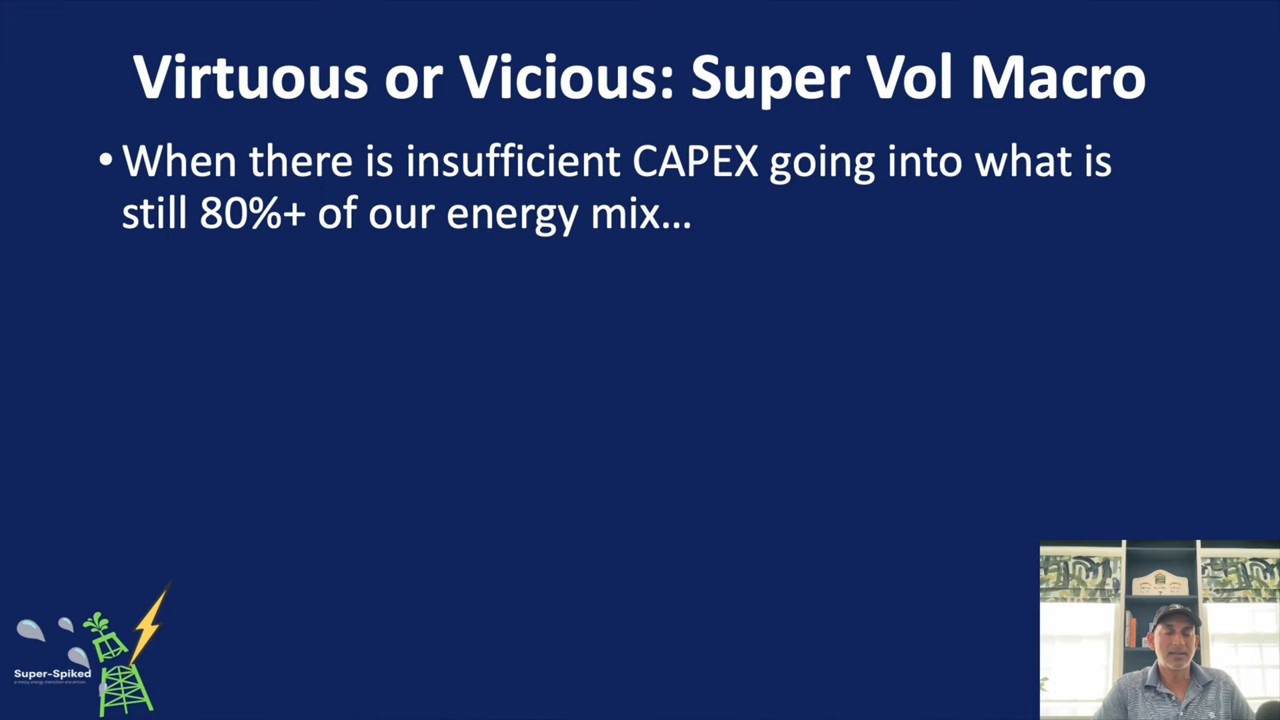 Virtuous or Vicious: Super Vol Macro
• When there is insufficient CAPEX going into what is
still 80%+ of our energy mix...
Super-Spiked